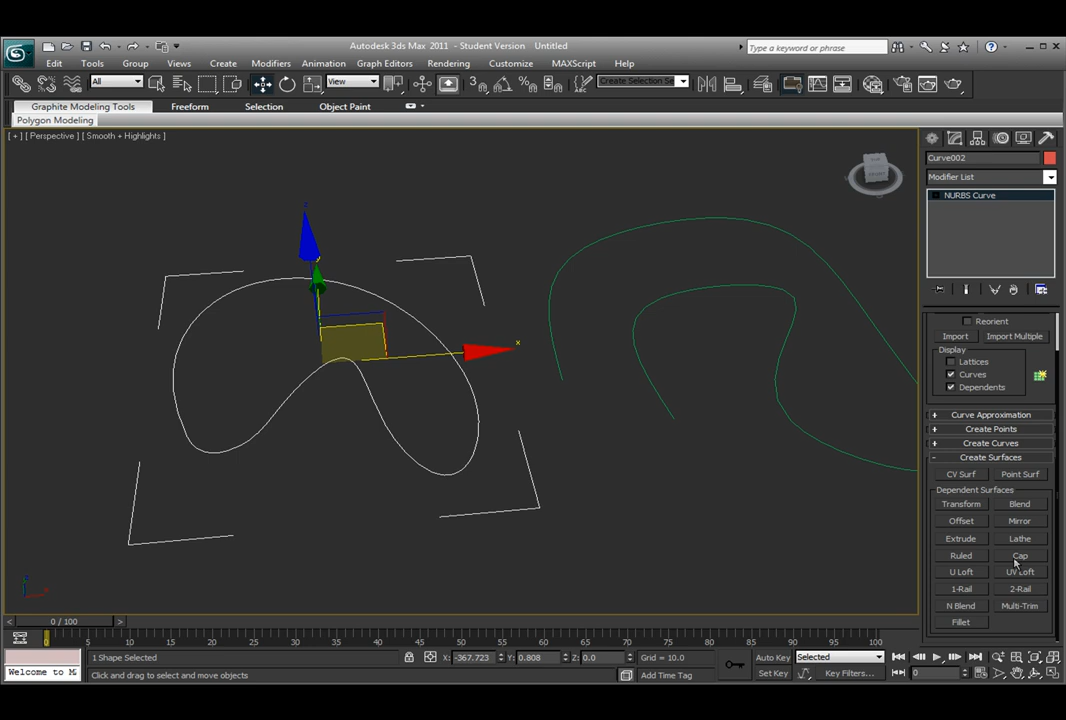 Autodesk 3ds Max 2011 - Student Version Untitled
Type a keyword or phrase
Edit Tools Group Views Create Modifiers Animation Graph Editors Rendering Customize MAXScript Help
All View 3 Create Selection Se
Graphite Modeling Tools Freeform Selection Object Paint
Polygon Modeling
[ + ] [ Perspective ] [ Smooth + Highlights ]
Curve002
Modifier List
NURBS Curve
Reorient
Import Import Multiple
Display
Lattices
Curves
Dependents
+ Curve Approximation
+ Create Points
+ Create Curves
- Create Surfaces
CV Surf Point Surf
Dependent Surfaces
Transform Blend
Offset Mirror
Extrude Lathe
Ruled Cap
U Loft UV Loft
1-Rail 2-Rail
N Blend Multi-Trim
Fillet
x
< 0 / 100 >
0 5 10 15 20 25 30 35 40 45 50 55 60 65 70 75 80 85 90 95 100
1 Shape Selected X: -367.723 Y: 0.808 Z: 0.0 Grid = 10.0 Auto Key Selected
Welcome to M Click and drag to select and move objects Add Time Tag Set Key Key Filters... 0